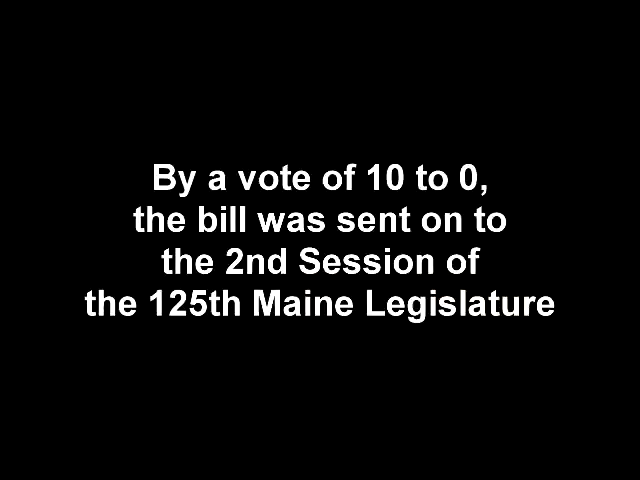 By a vote of 10 to 0,
the bill was sent on to
the 2nd Session of
the 125th Maine Legislature